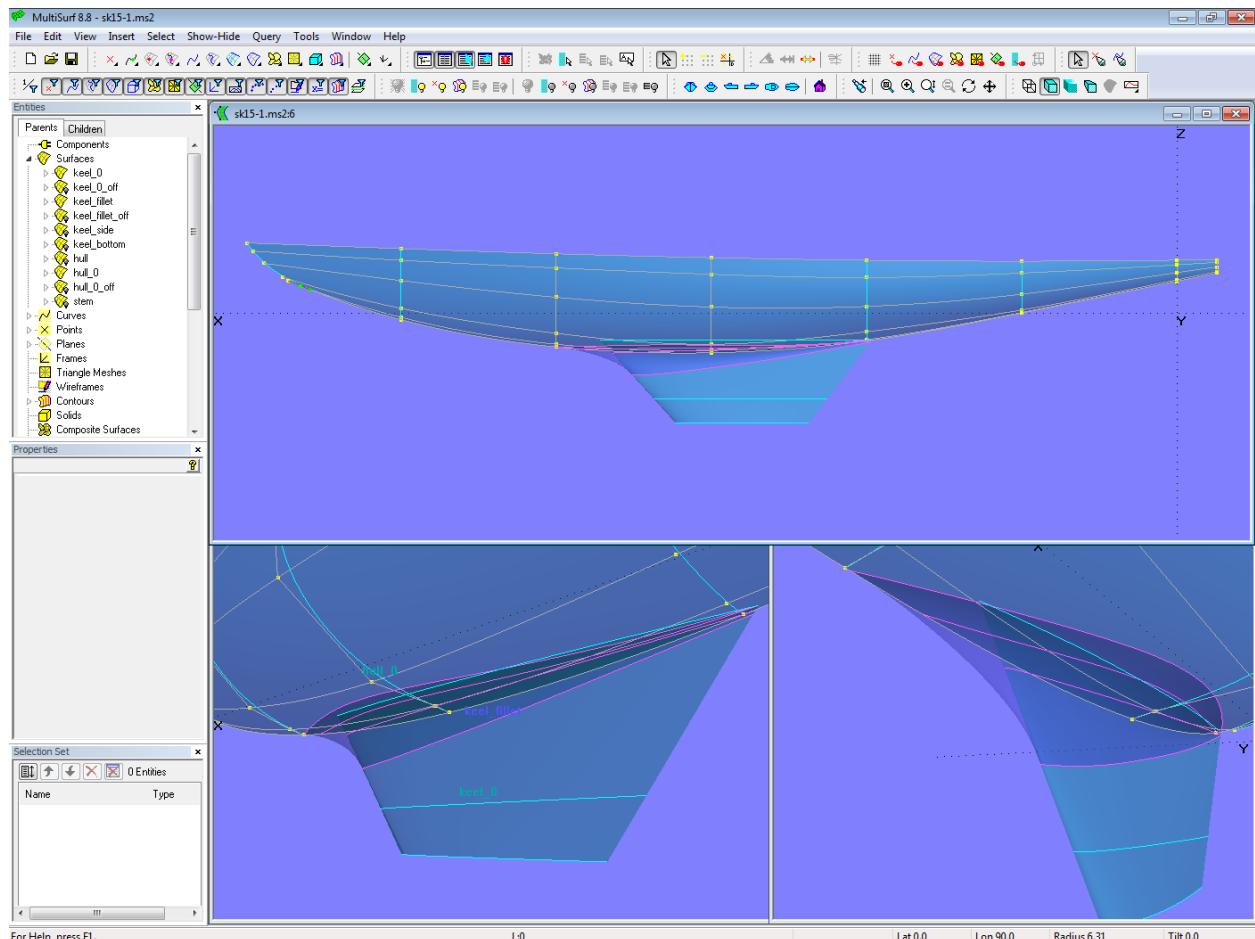 MultiSurf 8.8 - sk15-1.ms2
File Edit View Insert Select Show-Hide Query Tools Window Help
Entities
Parents Children
Components
Surfaces
keel_0
keel_0_off
keel_fillet
keel_fillet_off
keel_side
keel_bottom
hull
hull_0
hull_0_off
stem
Curves
Points
Planes
Frames
Triangle Meshes
Wireframes
Contours
Solids
Composite Surfaces
Properties
Selection Set
0 Entities
Name Type
sk15-1.ms2:6
Z
X
Y
hull_0
keel_fillet
keel_0
X
X
Y
For Help, press F1. L:0 Lat 0.0 Lon 90.0 Radius 6.31 Tilt 0.0